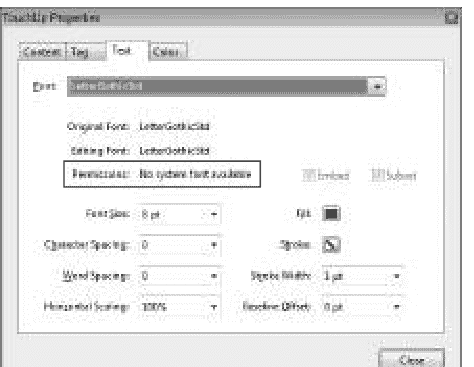 TouchUp Properties
Content Tag Text Color
Font: LetterGothicStd
Original Font: LetterGothicStd
Editing Font: LetterGothicStd
Permissions: No system font available Embed Subset
Font Size: 8 pt Fill:
Character Spacing: 0 Stroke:
Word Spacing: 0 Stroke Width: 1 pt
Horizontal Scaling: 100% Baseline Offset: 0 pt
Close